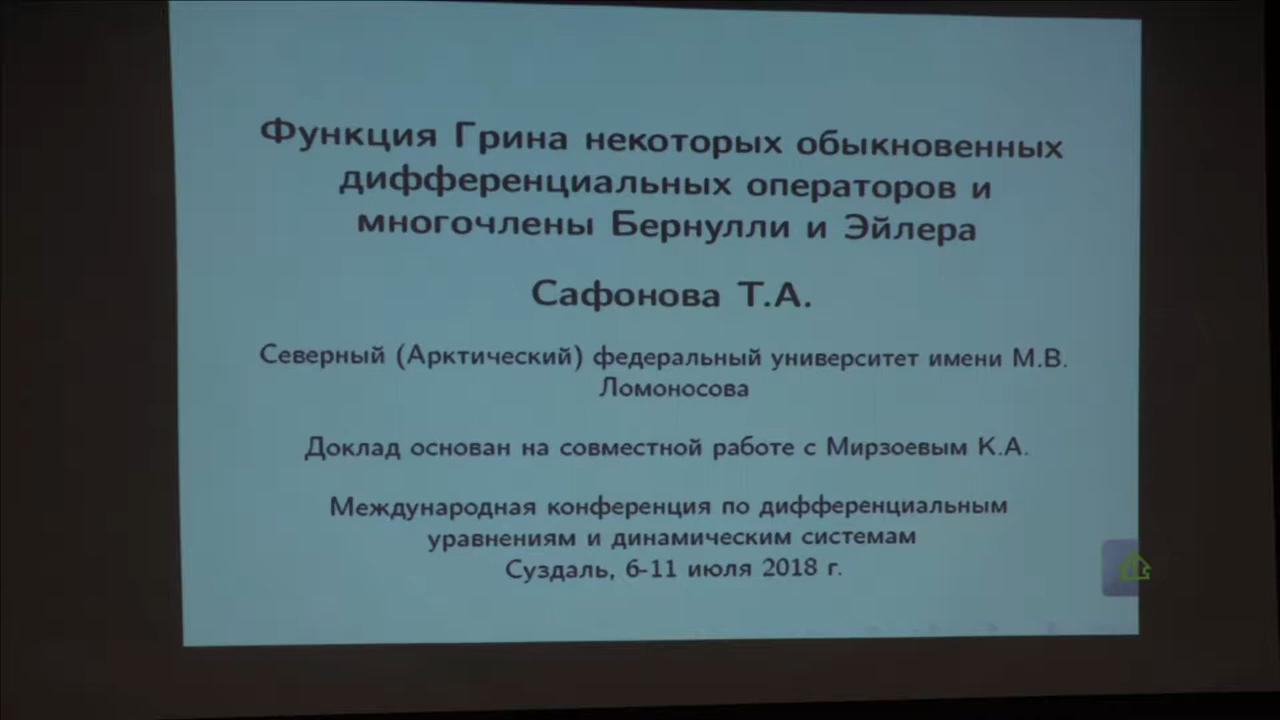 Функция Грина некоторых обыкновенных
дифференциальных операторов и
многочлены Бернулли и Эйлера
Сафонова Т.А.
Северный (Арктический) федеральный университет имени М.В.
Ломоносова
Доклад основан на совместной работе с Мирзоевым К.А.
Международная конференция по дифференциальным
уравнениям и динамическим системам
Суздаль, 6-11 июля 2018 г.